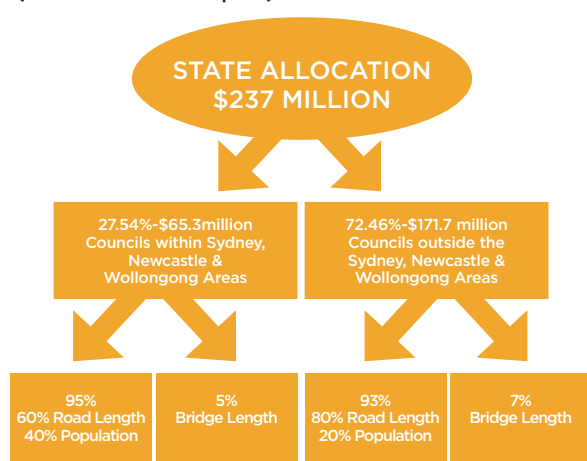 STATE ALLOCATION
$237 MILLION
27.54%-$65.3million
Councils within Sydney,
Newcastle &
Wollongong Areas
72.46%-$171.7 million
Councils outside the
Sydney, Newcastle &
Wollongong Areas
95%
60% Road Length
40% Population
5%
Bridge Length
93%
80% Road Length
20% Population
7%
Bridge Length